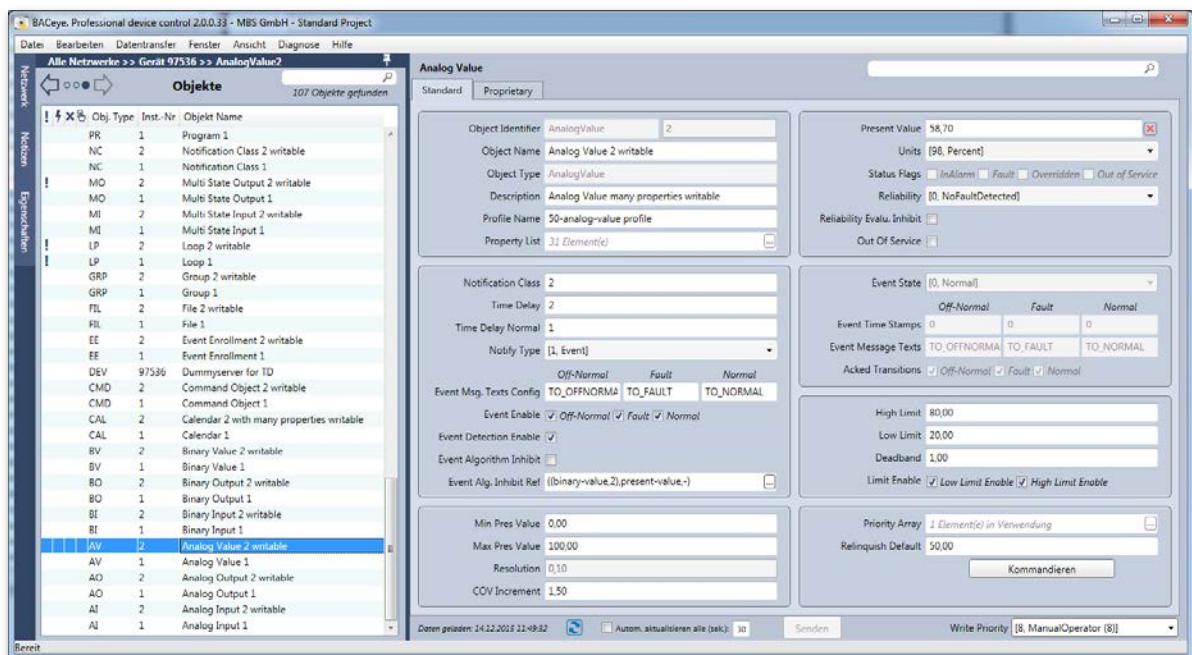 BACeye. Professional device control 2.0.0.33 - MBS GmbH - Standard Project
Datei Bearbeiten Datentransfer Fenster Ansicht Diagnose Hilfe
Netzwerk
Notizen
Eigenschaften
Alle Netzwerke >> Gerät 97536 >> AnalogValue2
Objekte
107 Objekte gefunden
Obj. Type Inst.-Nr Objekt Name
PR 1 Program 1
NC 2 Notification Class 2 writable
NC 1 Notification Class 1
! MO 2 Multi State Output 2 writable
MO 1 Multi State Output 1
MI 2 Multi State Input 2 writable
MI 1 Multi State Input 1
! LP 2 Loop 2 writable
! LP 1 Loop 1
GRP 2 Group 2 writable
GRP 1 Group 1
FIL 2 File 2 writable
FIL 1 File 1
EE 2 Event Enrollment 2 writable
EE 1 Event Enrollment 1
DEV 97536 Dummyserver for TD
CMD 2 Command Object 2 writable
CMD 1 Command Object 1
CAL 2 Calendar 2 with many properties writable
CAL 1 Calendar 1
BV 2 Binary Value 2 writable
BV 1 Binary Value 1
BO 2 Binary Output 2 writable
BO 1 Binary Output 1
BI 2 Binary Input 2 writable
BI 1 Binary Input 1
AV 2 Analog Value 2 writable
AV 1 Analog Value 1
AO 2 Analog Output 2 writable
AO 1 Analog Output 1
AI 2 Analog Input 2 writable
AI 1 Analog Input 1
Bereit
Analog Value
Standard Proprietary
Object Identifier AnalogValue 2
Object Name Analog Value 2 writable
Object Type AnalogValue
Description Analog Value many properties writable
Profile Name 50-analog-value profile
Property List 31 Element(e) ...
Present Value 58,70
Units [98, Percent]
Status Flags InAlarm Fault Overridden Out of Service
Reliability [0, NoFaultDetected]
Reliability Evalu. Inhibit
Out Of Service
Notification Class 2
Time Delay 2
Time Delay Normal 1
Notify Type [1, Event]
Off-Normal Fault Normal
Event Msg. Texts Config TO_OFFNORMA TO_FAULT TO_NORMAL
Event Enable Off-Normal Fault Normal
Event Detection Enable
Event Algorithm Inhibit
Event Alg. Inhibit Ref ((binary-value,2),present-value,-) ...
Event State [0, Normal]
Off-Normal Fault Normal
Event Time Stamps 0 0 0
Event Message Texts TO_OFFNORMA TO_FAULT TO_NORMAL
Acked Transitions Off-Normal Fault Normal
High Limit 80,00
Low Limit 20,00
Deadband 1,00
Limit Enable Low Limit Enable High Limit Enable
Min Pres Value 0,00
Max Pres Value 100,00
Resolution 0,10
COV Increment 1,50
Priority Array 1 Element(e) in Verwendung ...
Relinquish Default 50,00
Kommandieren
Daten geladen: 14.12.2015 11:49:32 Autom. aktualisieren alle (sek.): 30 Senden Write Priority [8, ManualOperator (8)]